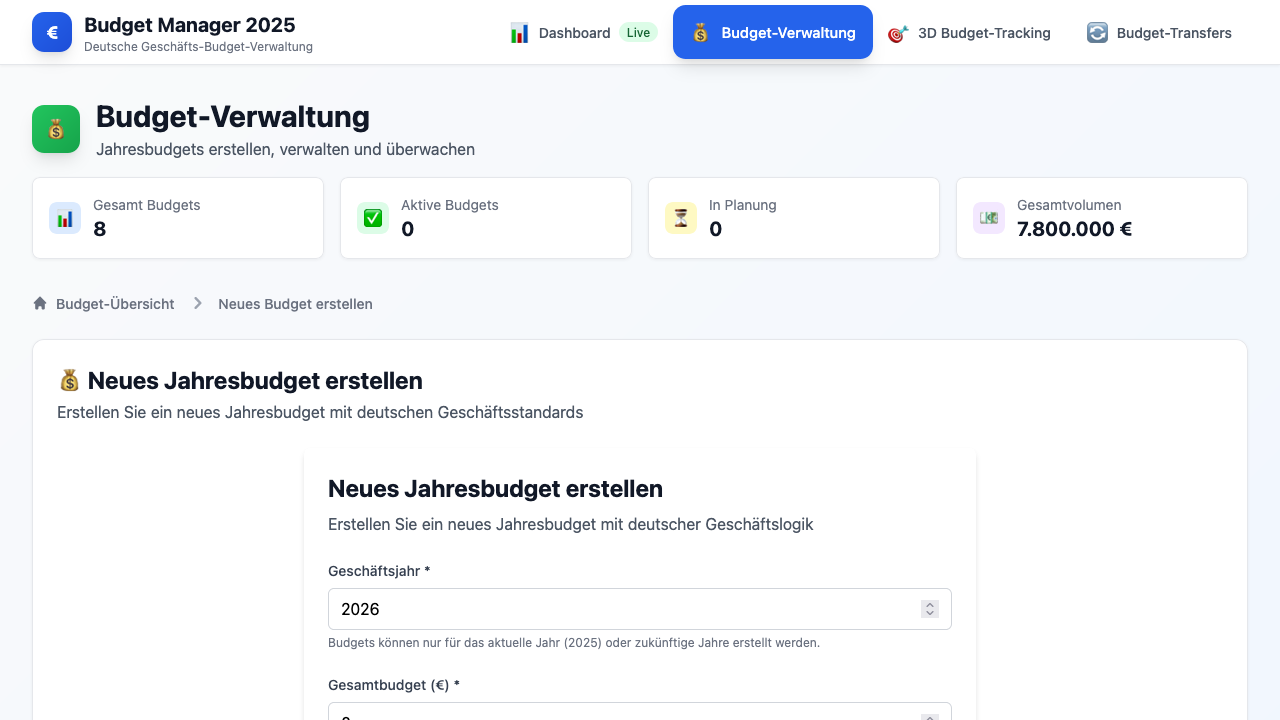 €
Budget Manager 2025
Deutsche Geschäfts-Budget-Verwaltung
Dashboard Live
Budget-Verwaltung
3D Budget-Tracking
Budget-Transfers
Budget-Verwaltung
Jahresbudgets erstellen, verwalten und überwachen
Gesamt Budgets
8
Aktive Budgets
0
In Planung
0
Gesamtvolumen
7.800.000 €
Budget-Übersicht
Neues Budget erstellen
Neues Jahresbudget erstellen
Erstellen Sie ein neues Jahresbudget mit deutschen Geschäftsstandards
Neues Jahresbudget erstellen
Erstellen Sie ein neues Jahresbudget mit deutscher Geschäftslogik
Geschäftsjahr *
2026
Budgets können nur für das aktuelle Jahr (2025) oder zukünftige Jahre erstellt werden.
Gesamtbudget (€) *